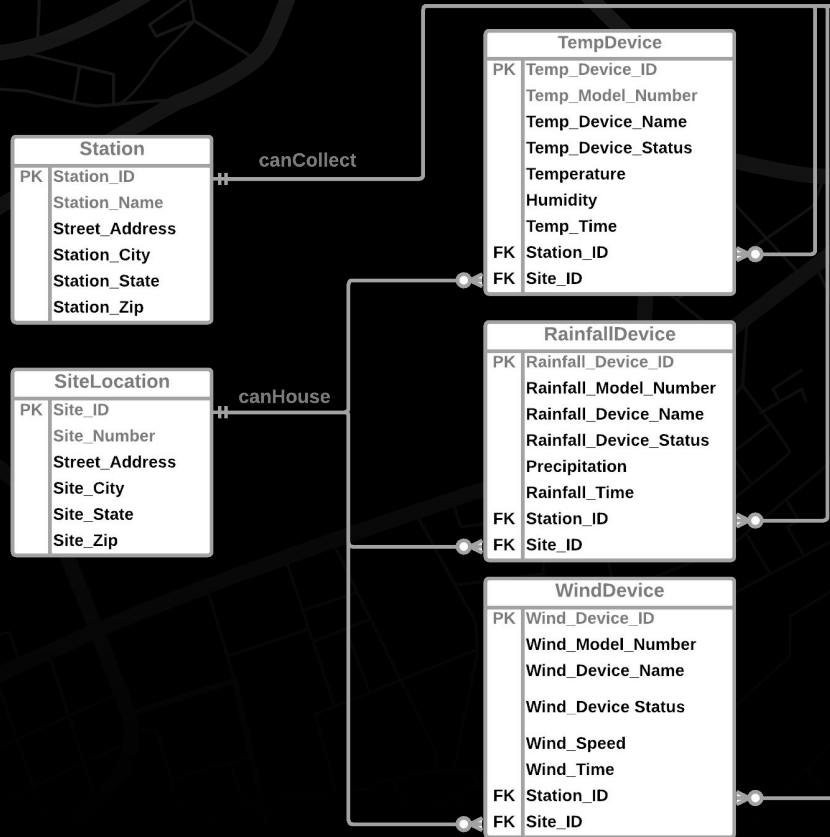 Station
PK Station_ID
Station_Name
Street_Address
Station_City
Station_State
Station_Zip
canCollect
SiteLocation
PK Site_ID
Site_Number
Street_Address
Site_City
Site_State
Site_Zip
canHouse
TempDevice
PK Temp_Device_ID
Temp_Model_Number
Temp_Device_Name
Temp_Device_Status
Temperature
Humidity
Temp_Time
FK Station_ID
FK Site_ID
RainfallDevice
PK Rainfall_Device_ID
Rainfall_Model_Number
Rainfall_Device_Name
Rainfall_Device_Status
Precipitation
Rainfall_Time
FK Station_ID
FK Site_ID
WindDevice
PK Wind_Device_ID
Wind_Model_Number
Wind_Device_Name
Wind_Device Status
Wind_Speed
Wind_Time
FK Station_ID
FK Site_ID